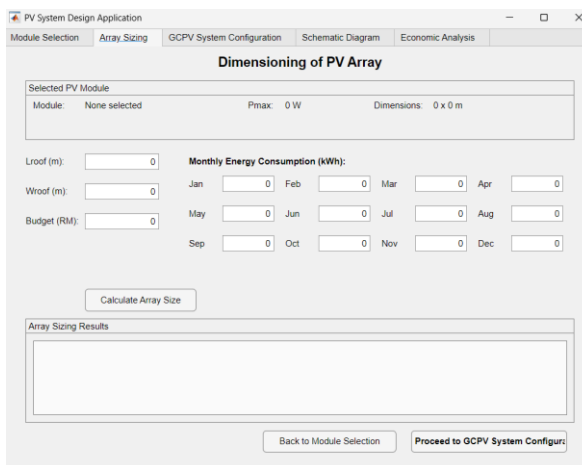 PV System Design Application
Module Selection Array Sizing GCPV System Configuration Schematic Diagram Economic Analysis
Dimensioning of PV Array
Selected PV Module
Module: None selected Pmax: 0 W Dimensions: 0 x 0 m
Lroof (m): 0 Monthly Energy Consumption (kWh):
Jan 0 Feb 0 Mar 0 Apr 0
Wroof (m): 0
May 0 Jun 0 Jul 0 Aug 0
Budget (RM): 0
Sep 0 Oct 0 Nov 0 Dec 0
Calculate Array Size
Array Sizing Results
Back to Module Selection Proceed to GCPV System Configura